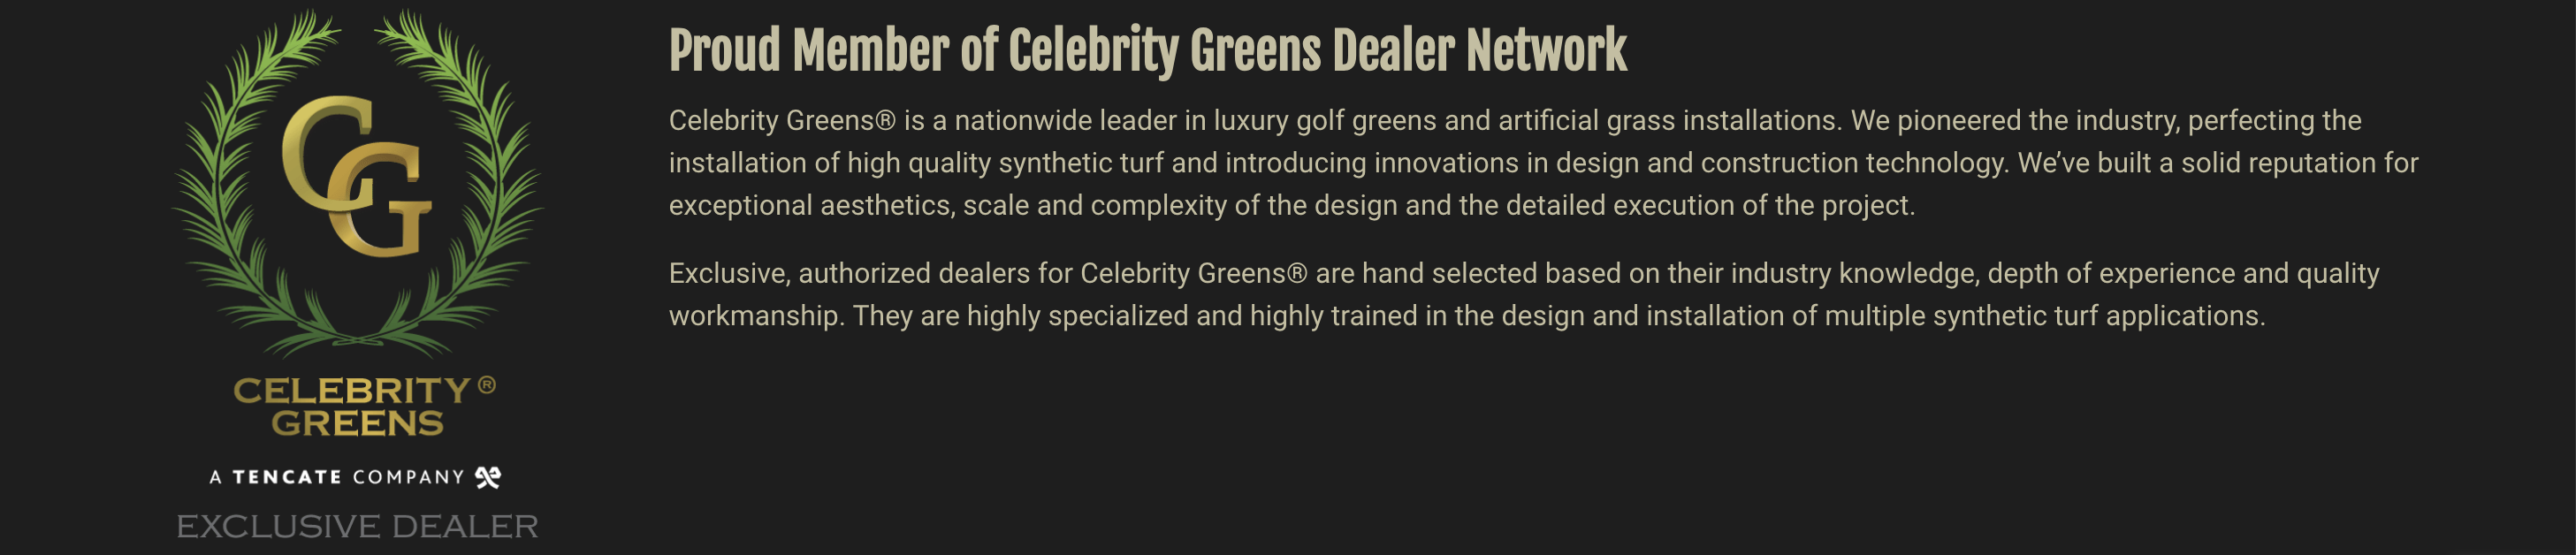 CG
CELEBRITY®
GREENS
A TENCATE COMPANY
EXCLUSIVE DEALER
Proud Member of Celebrity Greens Dealer Network
Celebrity Greens® is a nationwide leader in luxury golf greens and artificial grass installations. We pioneered the industry, perfecting the
installation of high quality synthetic turf and introducing innovations in design and construction technology. We’ve built a solid reputation for
exceptional aesthetics, scale and complexity of the design and the detailed execution of the project.
Exclusive, authorized dealers for Celebrity Greens® are hand selected based on their industry knowledge, depth of experience and quality
workmanship. They are highly specialized and highly trained in the design and installation of multiple synthetic turf applications.